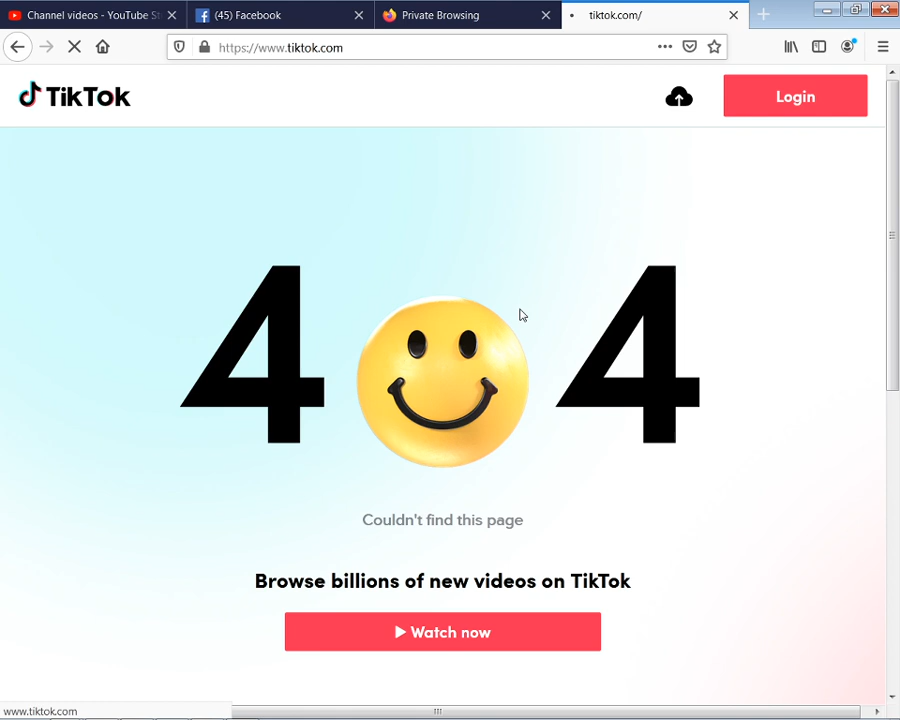 Channel videos - YouTube St
(45) Facebook
Private Browsing
tiktok.com/
https://www.tiktok.com
TikTok
Login
4 4
Couldn't find this page
Browse billions of new videos on TikTok
Watch now
www.tiktok.com